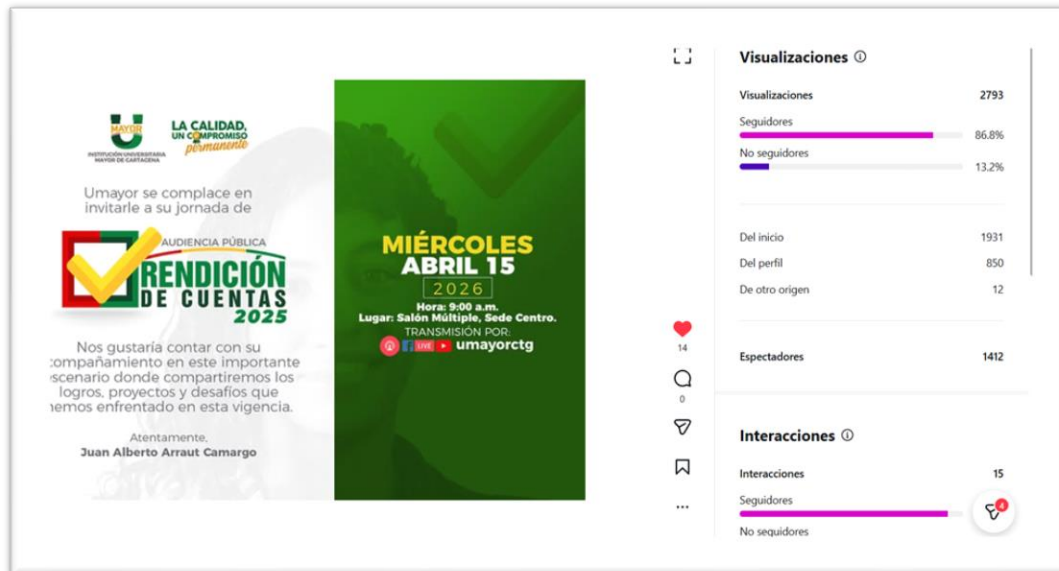 U
MAYOR
INSTITUCIÓN UNIVERSITARIA
MAYOR DE CARTAGENA
LA CALIDAD,
UN COMPROMISO
permanente
Umayor se complace en
invitarle a su jornada de
AUDIENCIA PÚBLICA
RENDICIÓN
DE CUENTAS
2025
Nos gustaría contar con su
compañamiento en este importante
scenario donde compartiremos los
logros, proyectos y desafíos que
hemos enfrentado en esta vigencia.
Atentamente,
Juan Alberto Arraut Camargo
MIÉRCOLES
ABRIL 15
2026
Hora: 9:00 a.m.
Lugar: Salón Múltiple, Sede Centro.
TRANSMISIÓN POR:
LIVE umayorctg
14
0
Visualizaciones
Visualizaciones 2793
Seguidores
86.8%
No seguidores
13.2%
Del inicio 1931
Del perfil 850
De otro origen 12
Espectadores 1412
Interacciones
Interacciones 15
Seguidores
4
No seguidores